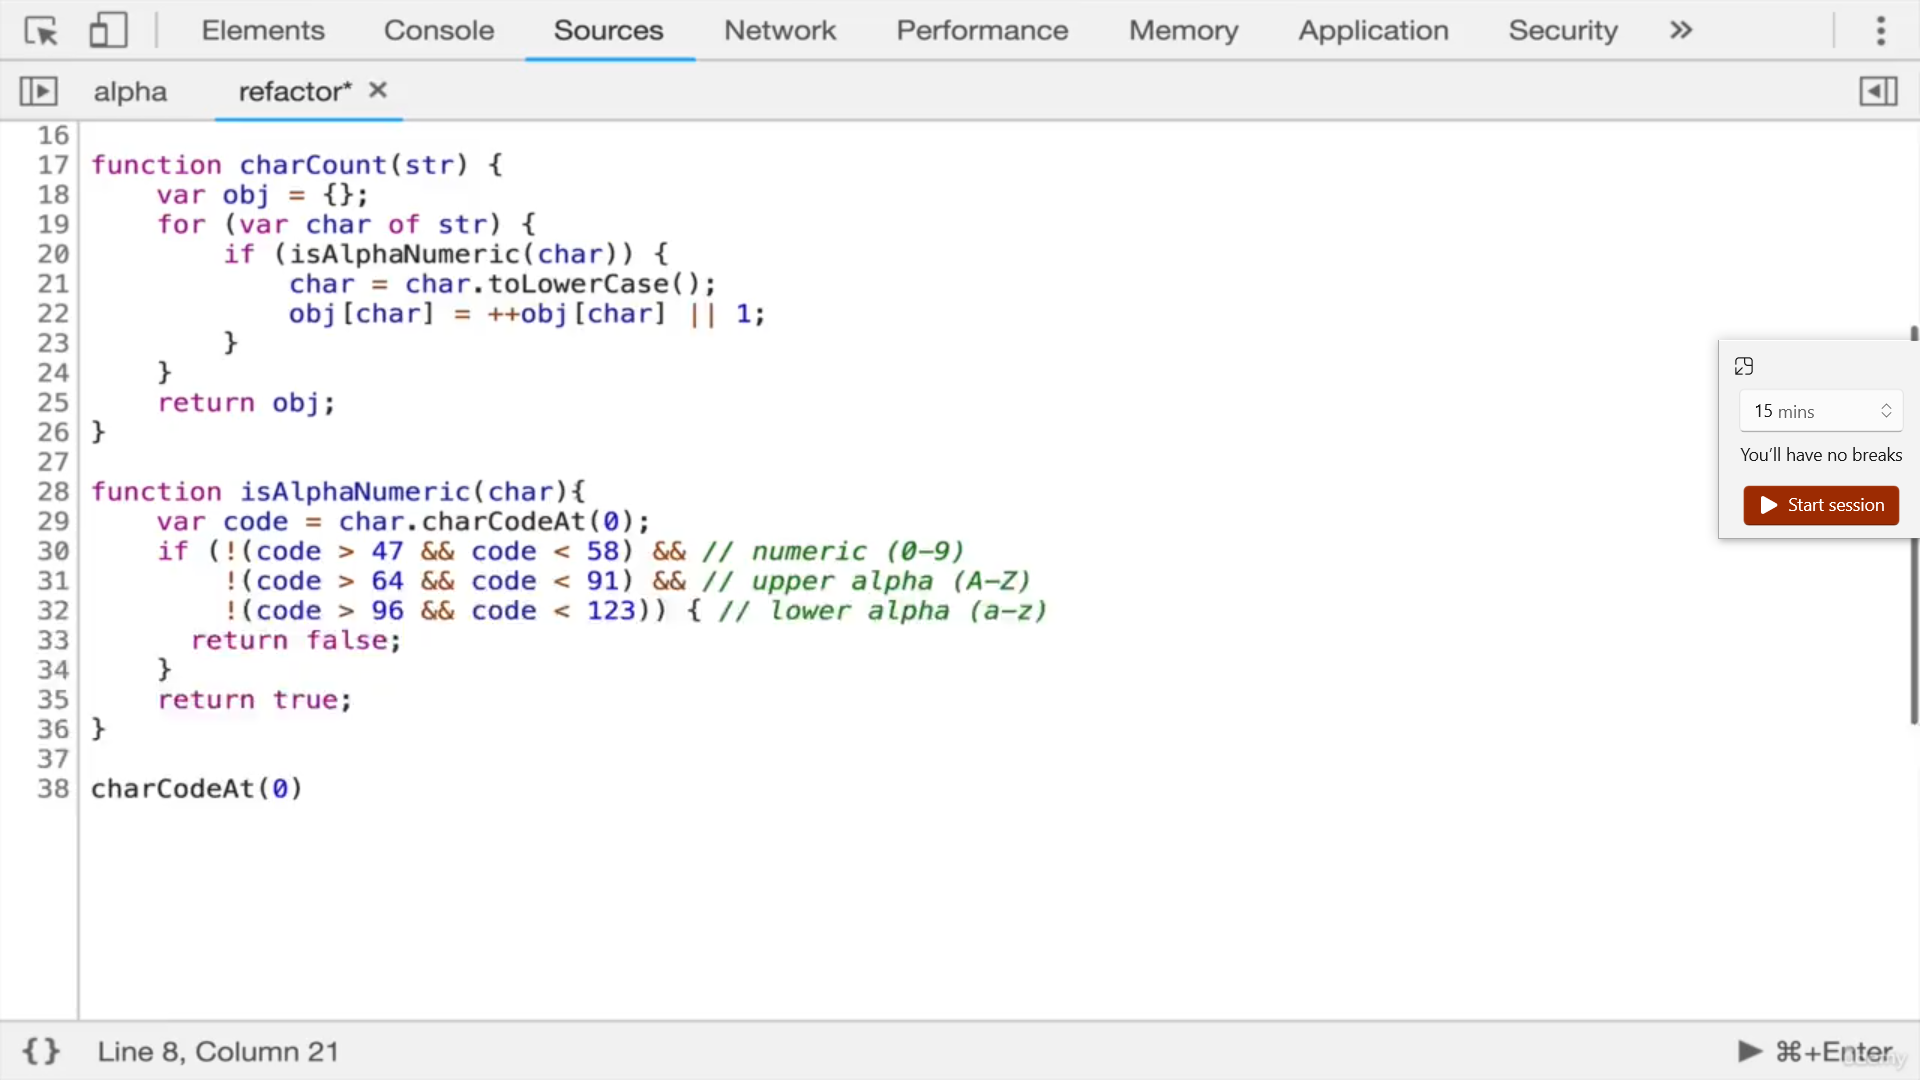 Elements Console Sources Network Performance Memory Application Security »
alpha refactor* ×
16
17 function charCount(str) {
18     var obj = {};
19     for (var char of str) {
20         if (isAlphaNumeric(char)) {
21             char = char.toLowerCase();
22             obj[char] = ++obj[char] || 1;
23         }
24     }
25     return obj;
26 }
27
28 function isAlphaNumeric(char){
29     var code = char.charCodeAt(0);
30     if (!(code > 47 && code < 58) && // numeric (0-9)
31         !(code > 64 && code < 91) && // upper alpha (A-Z)
32         !(code > 96 && code < 123)) { // lower alpha (a-z)
33       return false;
34     }
35     return true;
36 }
37
38 charCodeAt(0)
15 mins
You'll have no breaks
Start session
{} Line 8, Column 21
⌘+Enter
Udemy